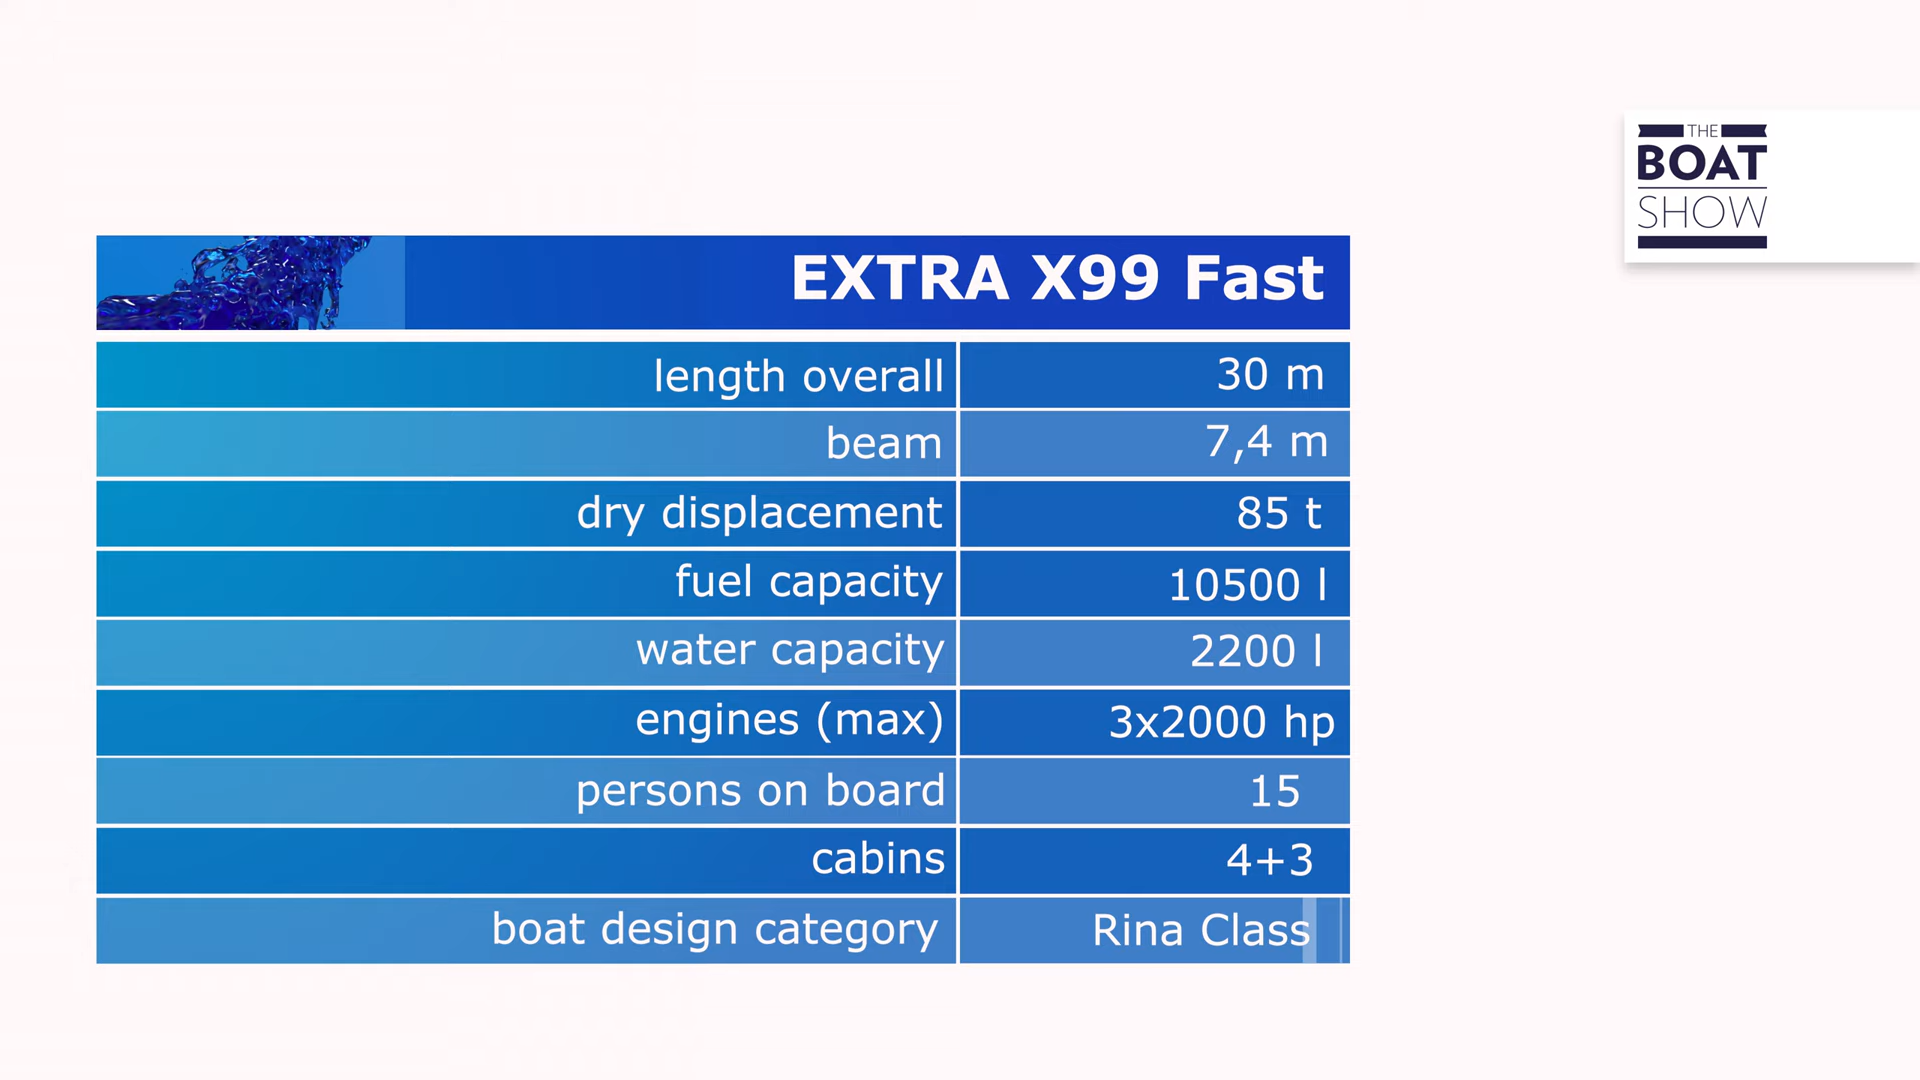 THE
BOAT
SHOW
EXTRA X99 Fast
length overall 30 m
beam 7,4 m
dry displacement 85 t
fuel capacity 10500 l
water capacity 2200 l
engines (max) 3x2000 hp
persons on board 15
cabins 4+3
boat design category Rina Class